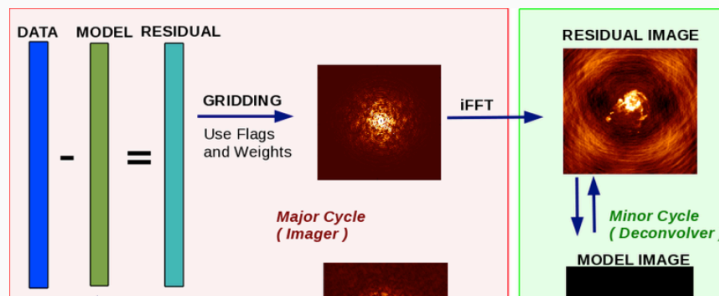 DATA
MODEL
RESIDUAL
-
=
GRIDDING
Use Flags
and Weights
iFFT
RESIDUAL IMAGE
Major Cycle
( Imager )
Minor Cycle
( Deconvolver )
MODEL IMAGE